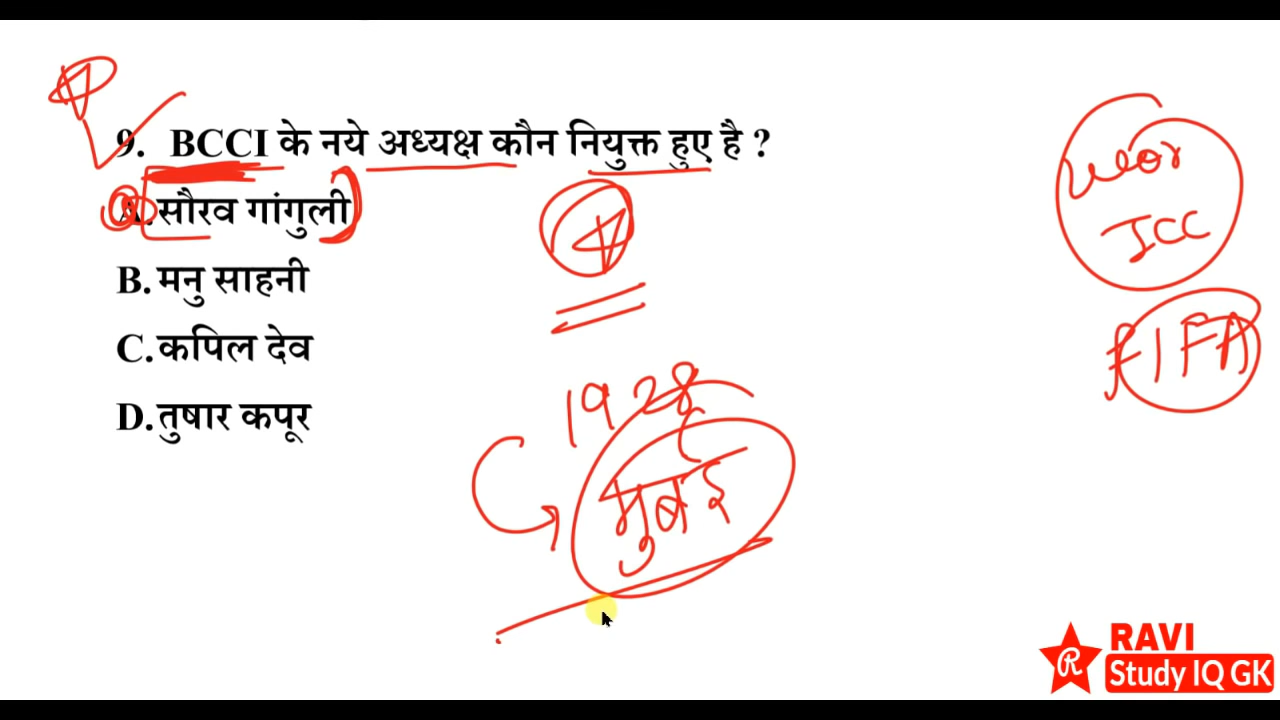 9. BCCI के नये अध्यक्ष कौन नियुक्त हुए है ?
A. सौरव गांगुली
B. मनु साहनी
C. कपिल देव
D. तुषार कपूर
ICC
FIFA
1928
मुबई
R
RAVI
Study IQ GK